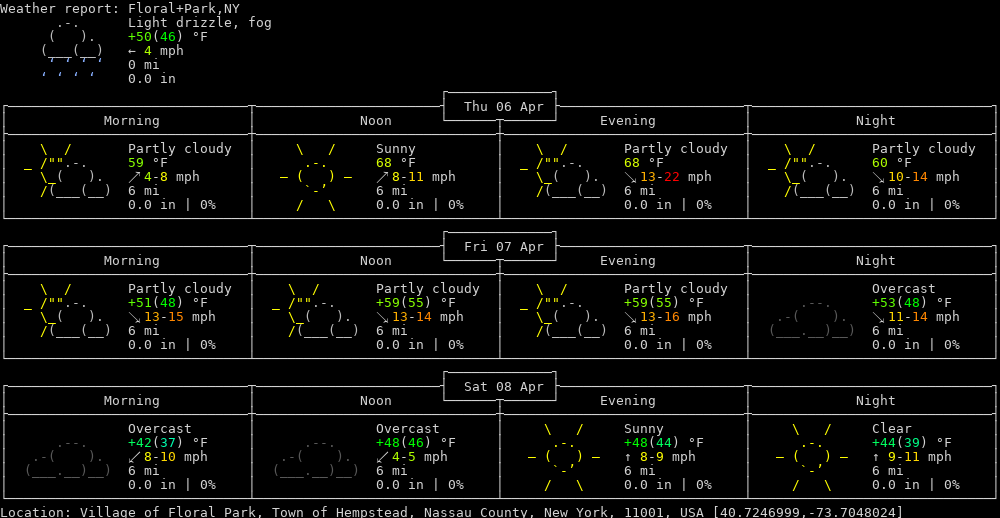 Weather report: Floral+Park,NY
Light drizzle, fog
+50(46) °F
← 4 mph
0 mi
0.0 in
Thu 06 Apr
Morning Noon Evening Night
Partly cloudy Sunny Partly cloudy Partly cloudy
59 °F 68 °F 68 °F 60 °F
↗ 4-8 mph ↗ 8-11 mph ↘ 13-22 mph ↘ 10-14 mph
6 mi 6 mi 6 mi 6 mi
0.0 in | 0% 0.0 in | 0% 0.0 in | 0% 0.0 in | 0%
Fri 07 Apr
Morning Noon Evening Night
Partly cloudy Partly cloudy Partly cloudy Overcast
+51(48) °F +59(55) °F +59(55) °F +53(48) °F
↘ 13-15 mph ↘ 13-14 mph ↘ 13-16 mph ↘ 11-14 mph
6 mi 6 mi 6 mi 6 mi
0.0 in | 0% 0.0 in | 0% 0.0 in | 0% 0.0 in | 0%
Sat 08 Apr
Morning Noon Evening Night
Overcast Overcast Sunny Clear
+42(37) °F +48(46) °F +48(44) °F +44(39) °F
↙ 8-10 mph ↙ 4-5 mph ↑ 8-9 mph ↑ 9-11 mph
6 mi 6 mi 6 mi 6 mi
0.0 in | 0% 0.0 in | 0% 0.0 in | 0% 0.0 in | 0%
Location: Village of Floral Park, Town of Hempstead, Nassau County, New York, 11001, USA [40.7246999,-73.7048024]